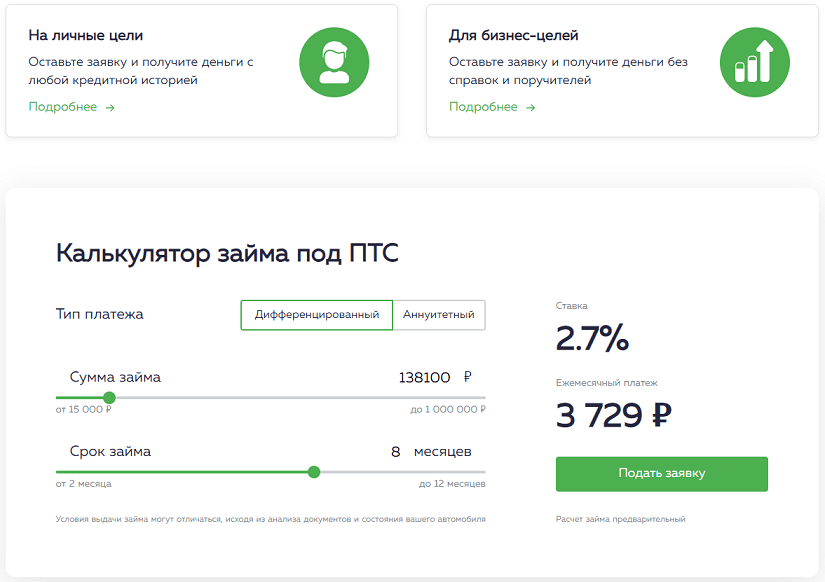 На личные цели
Оставьте заявку и получите деньги с
любой кредитной историей
Подробнее →
Для бизнес-целей
Оставьте заявку и получите деньги без
справок и поручителей
Подробнее →
Калькулятор займа под ПТС
Тип платежа
Дифференцированный
Аннуитетный
Сумма займа
138100 ₽
от 15 000 ₽
до 1 000 000 ₽
Срок займа
8 месяцев
от 2 месяца
до 12 месяцев
Условия выдачи займа могут отличаться, исходя из анализа документов и состояния вашего автомобиля
Ставка
2.7%
Ежемесячный платеж
3 729 ₽
Подать заявку
Расчет займа предварительный